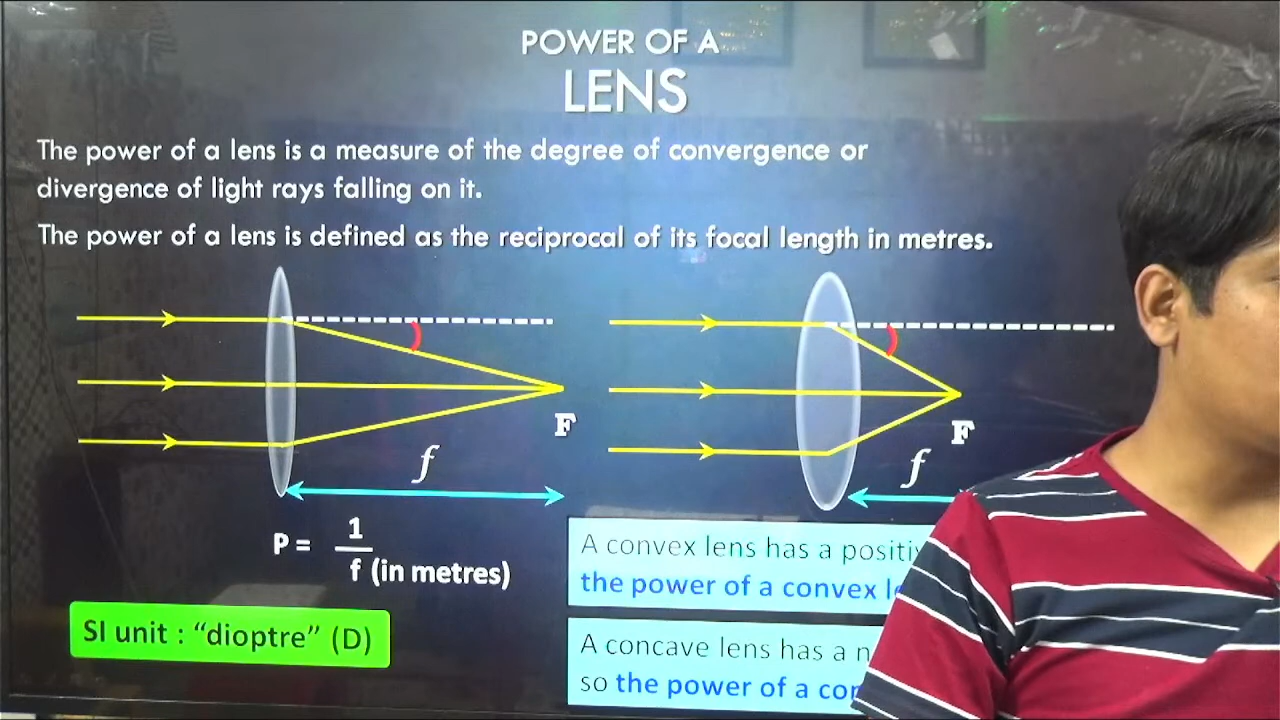 POWER OF A
LENS
The power of a lens is a measure of the degree of convergence or
divergence of light rays falling on it.
The power of a lens is defined as the reciprocal of its focal length in metres.
F
F
f
f
P = 1
f (in metres)
A convex lens has a
the power of a convex
SI unit : “dioptre” (D)
A concave lens has a
so the power of a